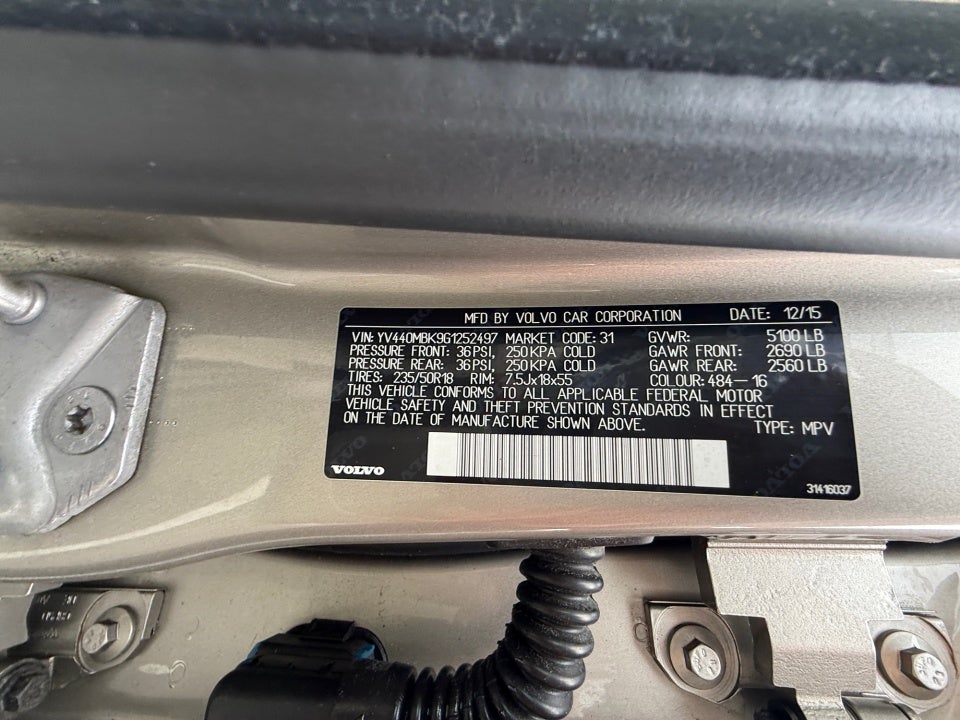 MFD BY VOLVO CAR CORPORATION DATE: 12/15
VIN: YV440MBK9G1252497 MARKET CODE: 31 GVWR: 5100 LB
PRESSURE FRONT: 36 PSI, 250 KPA COLD GAWR FRONT: 2690 LB
PRESSURE REAR: 36 PSI, 250 KPA COLD GAWR REAR: 2560 LB
TIRES: 235/50R18 RIM: 7.5Jx18x55 COLOUR: 484-16
THIS VEHICLE CONFORMS TO ALL APPLICABLE FEDERAL MOTOR
VEHICLE SAFETY AND THEFT PREVENTION STANDARDS IN EFFECT
ON THE DATE OF MANUFACTURE SHOWN ABOVE. TYPE: MPV
VOLVO
31416037